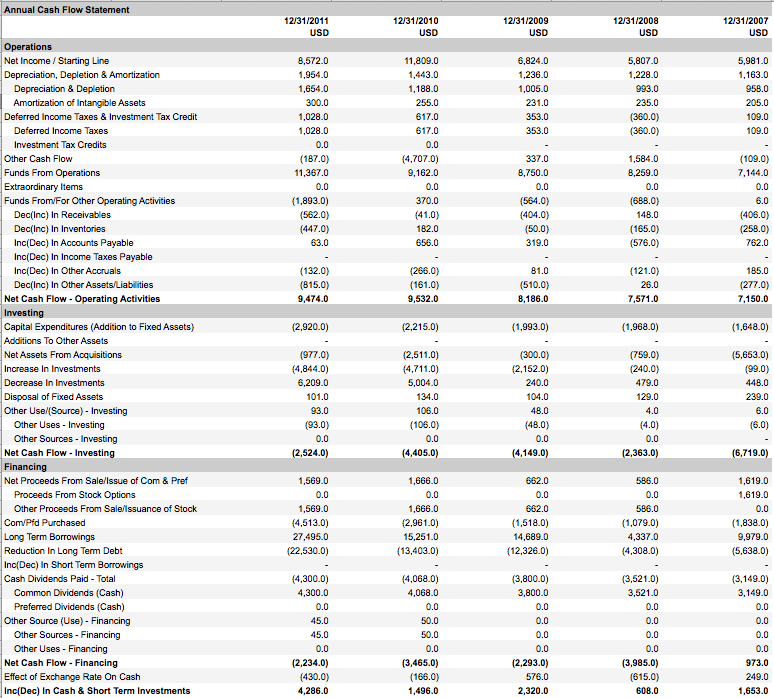 Annual Cash Flow Statement
12/31/2011 12/31/2010 12/31/2009 12/31/2008 12/31/2007
USD USD USD USD USD
Operations
Net Income / Starting Line 8,572.0 11,809.0 6,824.0 5,807.0 5,981.0
Depreciation, Depletion & Amortization 1,954.0 1,443.0 1,236.0 1,228.0 1,163.0
Depreciation & Depletion 1,654.0 1,188.0 1,005.0 993.0 958.0
Amortization of Intangible Assets 300.0 255.0 231.0 235.0 205.0
Deferred Income Taxes & Investment Tax Credit 1,028.0 617.0 353.0 (360.0) 109.0
Deferred Income Taxes 1,028.0 617.0 353.0 (360.0) 109.0
Investment Tax Credits 0.0 0.0 - - -
Other Cash Flow (187.0) (4,707.0) 337.0 1,584.0 (109.0)
Funds From Operations 11,367.0 9,162.0 8,750.0 8,259.0 7,144.0
Extraordinary Items 0.0 0.0 0.0 0.0 0.0
Funds From/For Other Operating Activities (1,893.0) 370.0 (564.0) (688.0) 6.0
Dec(Inc) In Receivables (562.0) (41.0) (404.0) 148.0 (406.0)
Dec(Inc) In Inventories (447.0) 182.0 (50.0) (165.0) (258.0)
Inc(Dec) In Accounts Payable 63.0 656.0 319.0 (576.0) 762.0
Inc(Dec) In Income Taxes Payable - - - - -
Inc(Dec) In Other Accruals (132.0) (266.0) 81.0 (121.0) 185.0
Dec(Inc) In Other Assets/Liabilities (815.0) (161.0) (510.0) 26.0 (277.0)
Net Cash Flow - Operating Activities 9,474.0 9,532.0 8,186.0 7,571.0 7,150.0
Investing
Capital Expenditures (Addition to Fixed Assets) (2,920.0) (2,215.0) (1,993.0) (1,968.0) (1,648.0)
Additions To Other Assets - - - - -
Net Assets From Acquisitions (977.0) (2,511.0) (300.0) (759.0) (5,653.0)
Increase In Investments (4,844.0) (4,711.0) (2,152.0) (240.0) (99.0)
Decrease In Investments 6,209.0 5,004.0 240.0 479.0 448.0
Disposal of Fixed Assets 101.0 134.0 104.0 129.0 239.0
Other Use/(Source) - Investing 93.0 106.0 48.0 4.0 6.0
Other Uses - Investing (93.0) (106.0) (48.0) (4.0) (6.0)
Other Sources - Investing 0.0 0.0 0.0 0.0 -
Net Cash Flow - Investing (2,524.0) (4,405.0) (4,149.0) (2,363.0) (6,719.0)
Financing
Net Proceeds From Sale/Issue of Com & Pref 1,569.0 1,666.0 662.0 586.0 1,619.0
Proceeds From Stock Options 0.0 0.0 0.0 0.0 1,619.0
Other Proceeds From Sale/Issuance of Stock 1,569.0 1,666.0 662.0 586.0 0.0
Com/Pfd Purchased (4,513.0) (2,961.0) (1,518.0) (1,079.0) (1,838.0)
Long Term Borrowings 27,495.0 15,251.0 14,689.0 4,337.0 9,979.0
Reduction In Long Term Debt (22,530.0) (13,403.0) (12,326.0) (4,308.0) (5,638.0)
Inc(Dec) In Short Term Borrowings - - - - -
Cash Dividends Paid - Total (4,300.0) (4,068.0) (3,800.0) (3,521.0) (3,149.0)
Common Dividends (Cash) 4,300.0 4,068.0 3,800.0 3,521.0 3,149.0
Preferred Dividends (Cash) 0.0 0.0 0.0 0.0 0.0
Other Source (Use) - Financing 45.0 50.0 0.0 0.0 0.0
Other Sources - Financing 45.0 50.0 0.0 0.0 0.0
Other Uses - Financing 0.0 0.0 0.0 0.0 0.0
Net Cash Flow - Financing (2,234.0) (3,465.0) (2,293.0) (3,985.0) 973.0
Effect of Exchange Rate On Cash (430.0) (166.0) 576.0 (615.0) 249.0
Inc(Dec) In Cash & Short Term Investments 4,286.0 1,496.0 2,320.0 608.0 1,653.0